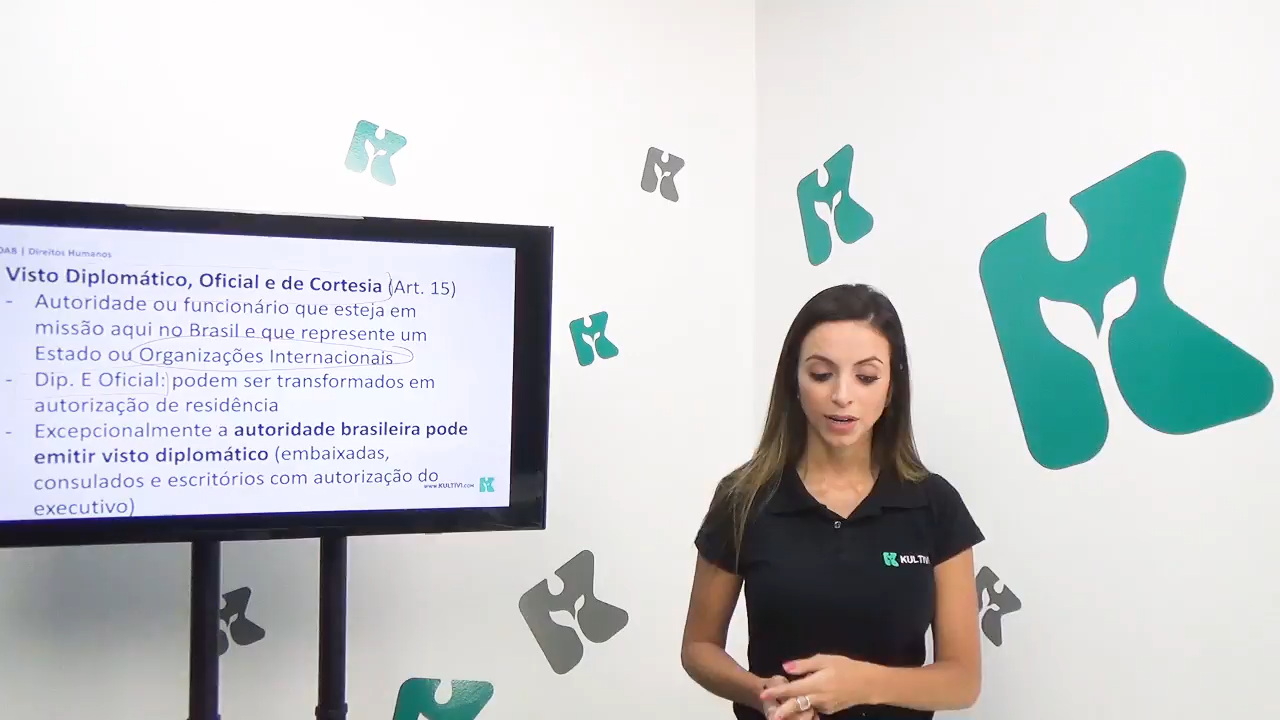 OAB | Direitos Humanos
Visto Diplomático, Oficial e de Cortesia (Art. 15)
- Autoridade ou funcionário que esteja em
missão aqui no Brasil e que represente um
Estado ou Organizações Internacionais
- Dip. E Oficial: podem ser transformados em
autorização de residência
- Excepcionalmente a autoridade brasileira pode
emitir visto diplomático (embaixadas,
consulados e escritórios com autorização do
executivo)
www.KULTIVI.com
KULTIVI